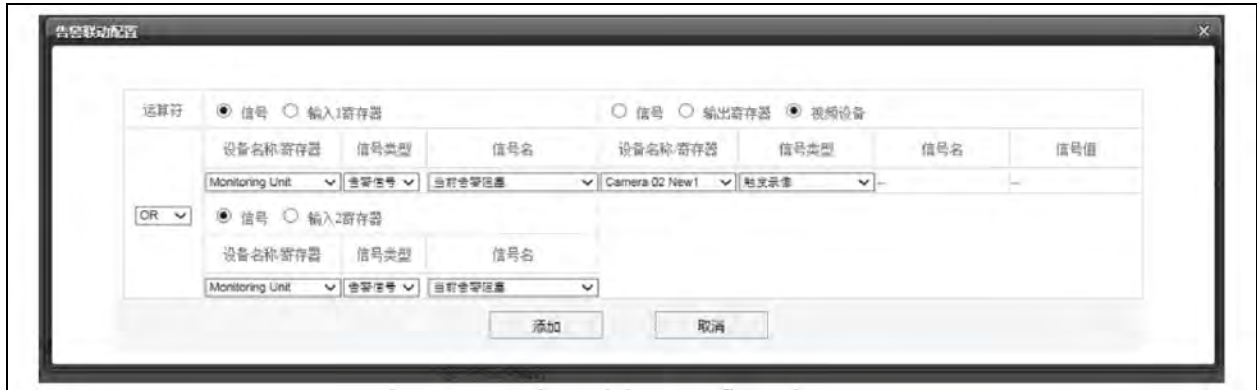 告警联动配置 ×
运算符 信号 输入1寄存器 信号 输出寄存器 视频设备
设备名称/寄存器 信号类型 信号名 设备名称/寄存器 信号类型 信号名 信号值
Monitoring Unit 告警信号 当前告警阻塞 Camera 02 New1 触发录像 -- --
OR 信号 输入2寄存器
设备名称/寄存器 信号类型 信号名
Monitoring Unit 告警信号 当前告警阻塞
添加 取消